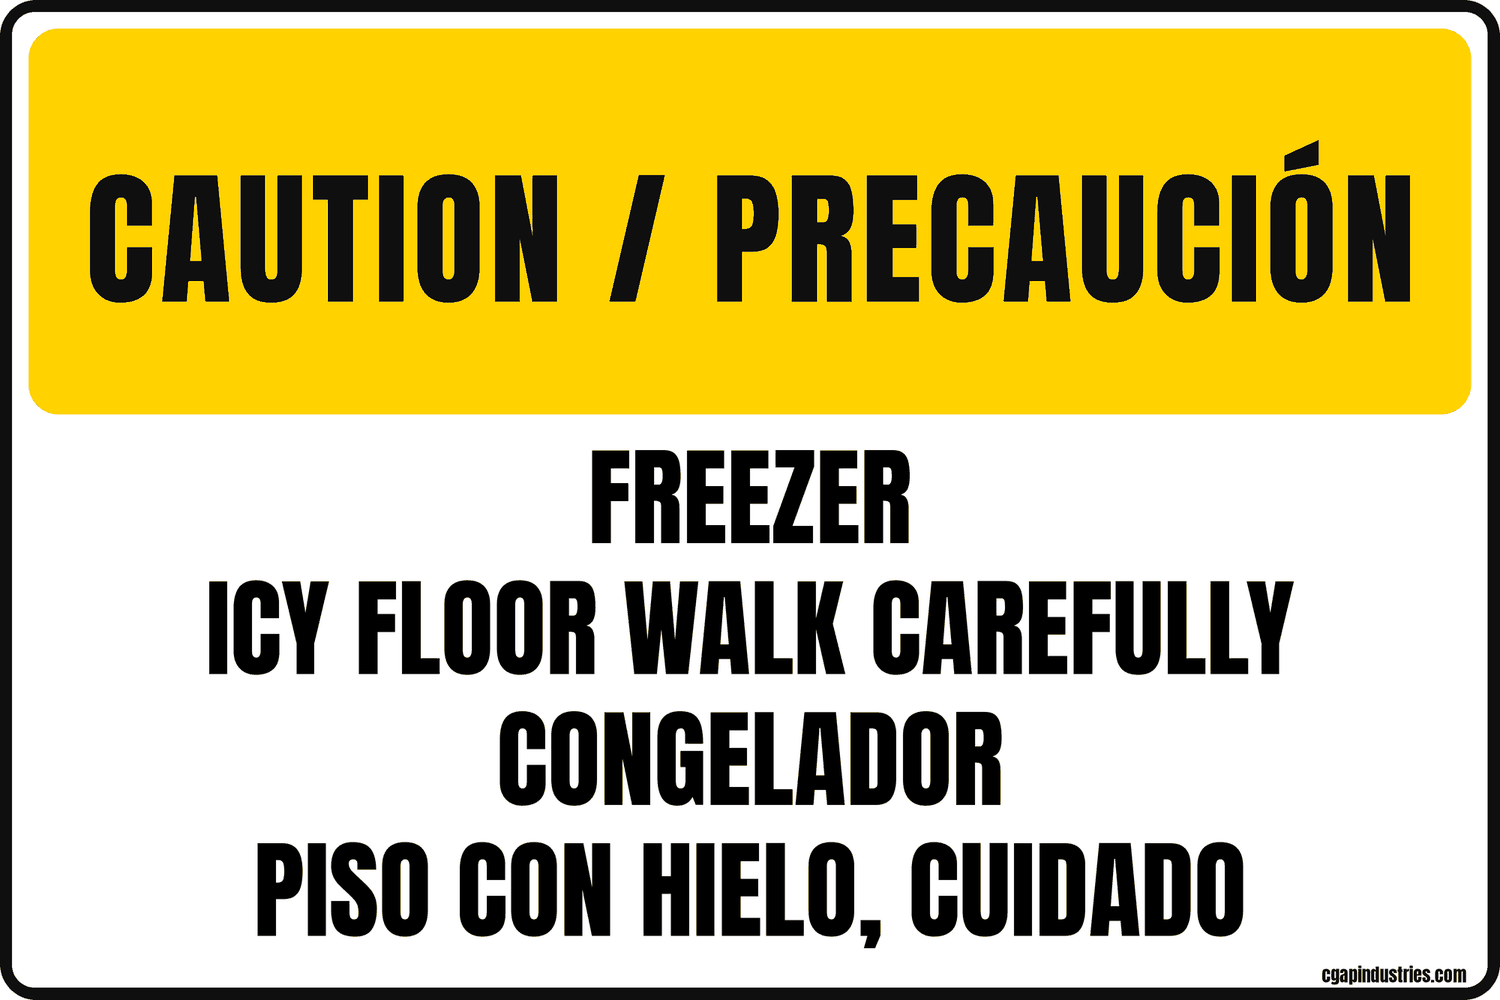 CAUTION / PRECAUCIÓN
FREEZER
ICY FLOOR WALK CAREFULLY
CONGELADOR
PISO CON HIELO, CUIDADO
cgapindustries.com